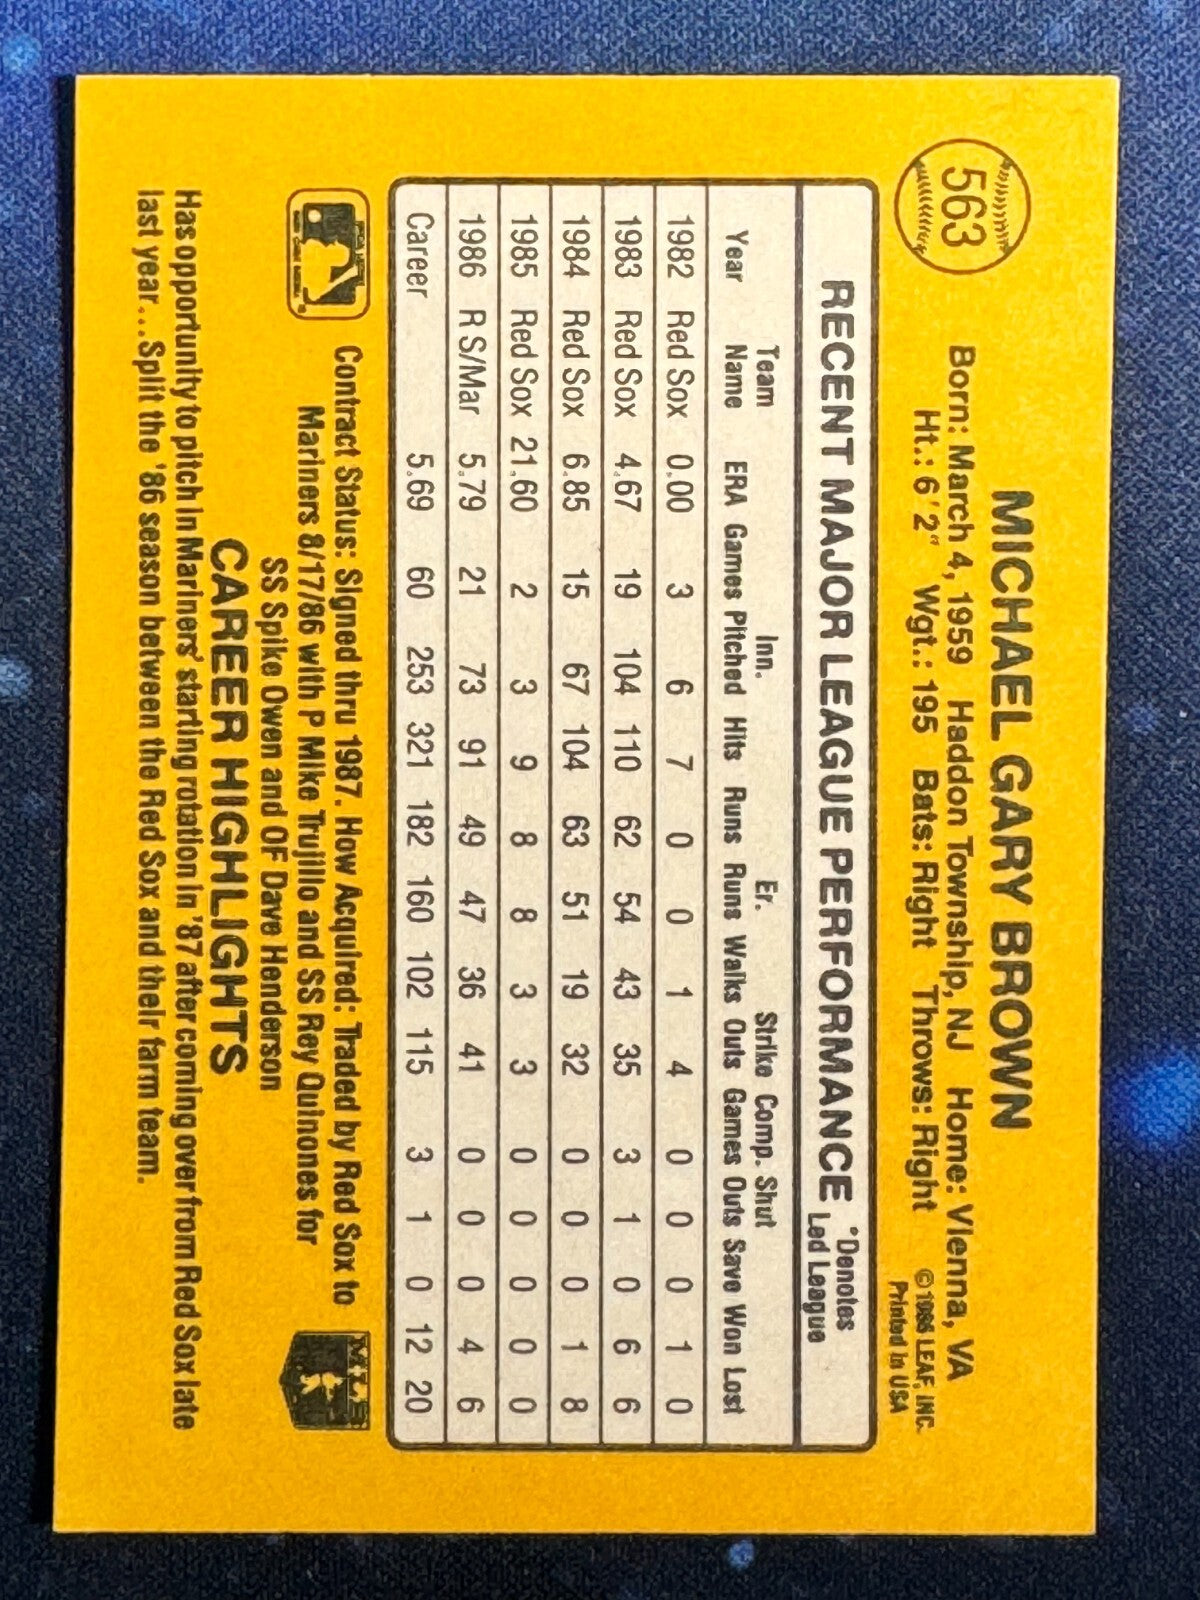 563
MICHAEL GARY BROWN
Born: March 4, 1959 Haddon Township, NJ Home: Vienna, VA
Ht.: 6'2" Wgt.: 195 Bats: Right Throws: Right
©1986 LEAF, INC.
Printed in USA
RECENT MAJOR LEAGUE PERFORMANCE *Denotes
Led League
Team Inn. Er. Strike Comp. Shut
Year Name ERA Games Pitched Hits Runs Runs Walks Outs Games Outs Save Won Lost
1982 Red Sox 0.00 3 6 7 0 0 1 4 0 0 0 1 0
1983 Red Sox 4.67 19 104 110 62 54 43 35 3 1 0 6 6
1984 Red Sox 6.85 15 67 104 63 51 19 32 0 0 0 1 8
1985 Red Sox 21.60 2 3 9 8 8 3 3 0 0 0 0 0
1986 R S/Mar 5.79 21 73 91 49 47 36 41 0 0 0 4 6
Career 5.69 60 253 321 182 160 102 115 3 1 0 12 20
Contract Status: Signed thru 1987. How Acquired: Traded by Red Sox to
Mariners 8/17/86 with P Mike Trujillo and SS Rey Quinones for
SS Spike Owen and OF Dave Henderson
CAREER HIGHLIGHTS
Has opportunity to pitch in Mariners' starting rotation in '87 after coming over from Red Sox late
last year...Split the '86 season between the Red Sox and their farm team.